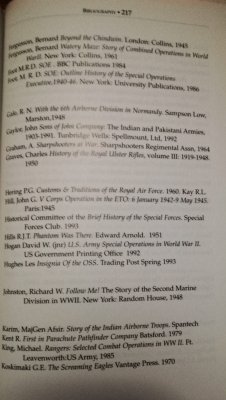 BIBLIOGRAPHY • 217
Fergusson, Bernard Beyond the Chindwin. London: Collins, 1945
Fergusson, Bernard Watery Maze: Story of Combined Operations in World
WarII. New York: Collins, 1961
Foot M.R.D. SOE. BBC Publications 1984
Foot, M. R. D. SOE: Outline History of the Special Operations
Executive, 1940-46. New York: University Publications, 1986
Gale, R. N. With the 6th Airborne Division in Normandy. Sampson Low,
Marston,1948
Gaylor, John Sons of John Company: The Indian and Pakistani Armies,
1903-1991. Tunbridge Wells: Spellmount, Ltd, 1992
Graham, A. Sharpshooters at War. Sharpshooters Regimental Assn, 1964
Graves, Charles History of the Royal Ulster Rifles, volume III: 1919-1948.
1950
Hering P.G. Customs & Traditions of the Royal Air Force. 1960. Kay R.L.
Hill, John G. V Corps Operation in the ETO: 6 January 1942-9 May 1945.
Paris:1945
Historical Committee of the Brief History of the Special Forces. Special
Forces Club. 1993
Hills R.J.T. Phantom Was There. Edward Arnold. 1951
Hogan David W. (jnr) U.S. Army Special Operations in World War II.
US Government Printing Office 1992
Hughes Les Insignia Of the OSS. Trading Post Spring 1993
Johnston, Richard W. Follow Me! The Story of the Second Marine
Division in WWII. New York: Random House, 1948
Karim, MajGen Afsir. Story of the Indian Airborne Troops, Spantech
Kent R. First in Parachute Pathfinder Company Batsford. 1979
King, Michael. Rangers: Selected Combat Operations in WW II. Ft.
Leavenworth:US Army, 1985
Koskimaki G.E. The Screaming Eagles Vantage Press. 1970